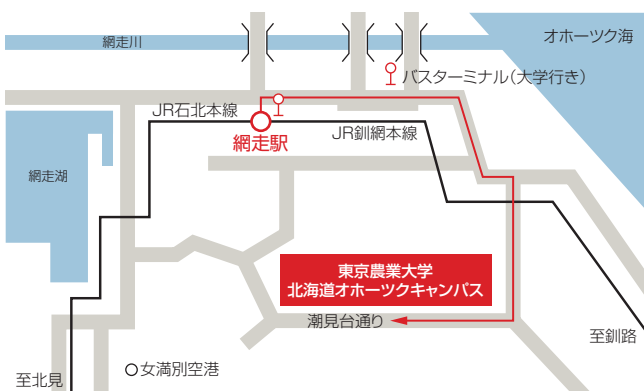 オホーツク海
網走川
バスターミナル(大学行き)
JR石北本線
網走駅
JR釧網本線
網走湖
東京農業大学
北海道オホーツクキャンパス
潮見台通り
至釧路
女満別空港
至北見